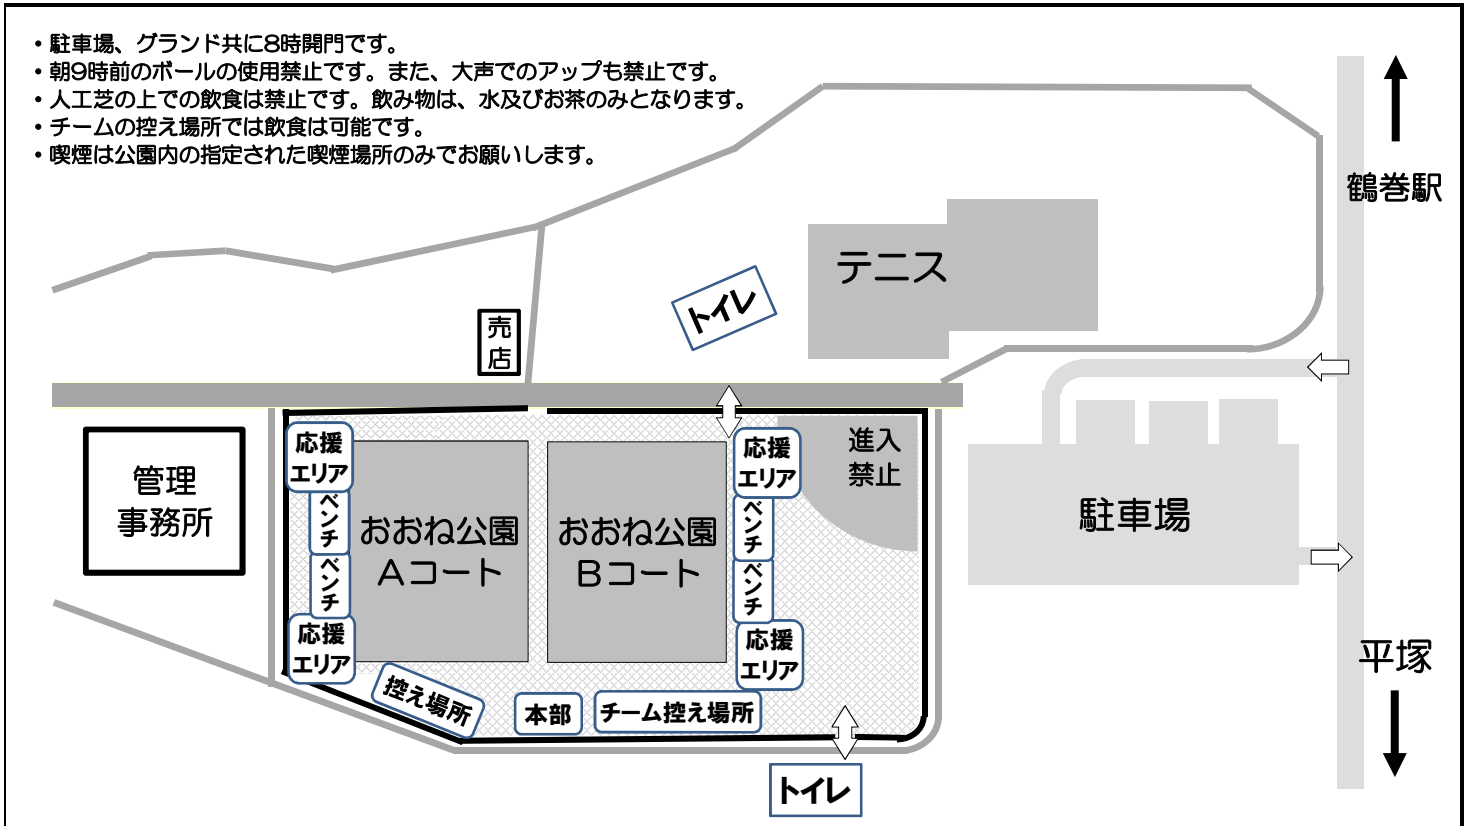 ・駐車場、グランド共に8時開門です。
・朝9時前のボールの使用禁止です。また、大声でのアップも禁止です。
・人工芝の上での飲食は禁止です。飲み物は、水及びお茶のみとなります。
・チームの控え場所では飲食は可能です。
・喫煙は公園内の指定された喫煙場所のみでお願いします。
鶴巻駅
テニス
トイレ
売
店
応援
エリア
応援
エリア
進入
禁止
管理
事務所
ベンチ
ベンチ
おおね公園
Aコート
おおね公園
Bコート
ベンチ
ベンチ
駐車場
応援
エリア
応援
エリア
平塚
控え場所
本部
チーム控え場所
トイレ